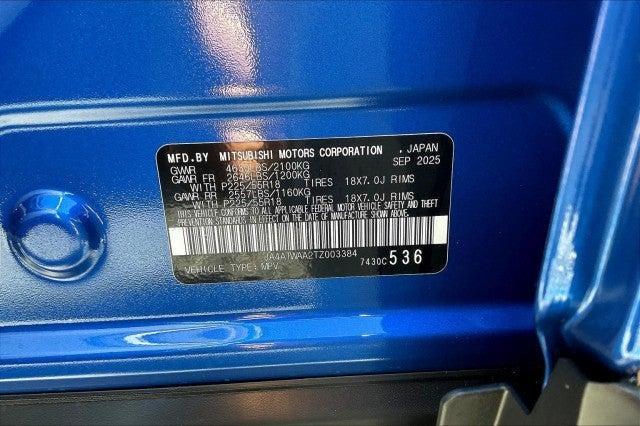 MFD.BY MITSUBISHI MOTORS CORPORATION , JAPAN
GVWR 4630LBS/2100KG SEP 2025
GAWR FR 2646LBS/1200KG
WITH P225/55R18 TIRES 18X7.0J RIMS
GAWR RR 2557LBS/1160KG
WITH P225/55R18 TIRES 18X7.0J RIMS
THIS VEHICLE CONFORMS TO ALL APPLICABLE FEDERAL MOTOR VEHICLE SAFETY AND
THEFT PREVENTION STANDARDS IN EFFECT ON THE DATE OF MANUFACTURE SHOWN ABOVE.
WAA2TZ003384
VEHICLE TYPE: MPV 7430C 536